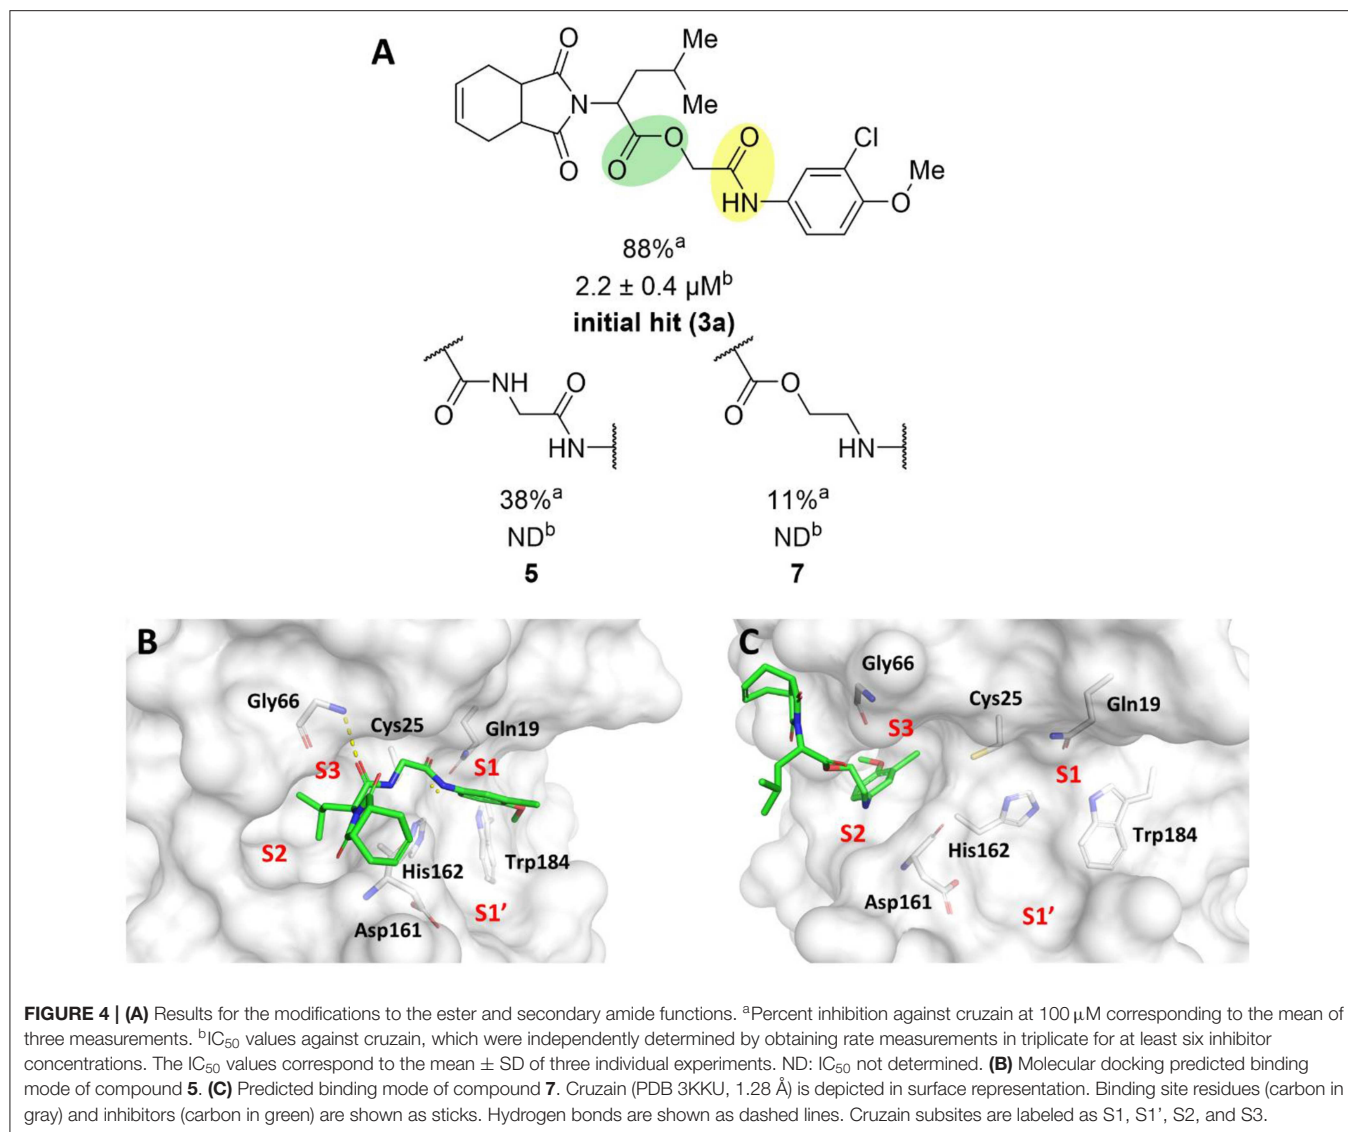 A
O
Me
Me
N
O
O
O
O
HN
Cl
Me
O
88%ᵃ
2.2 ± 0.4 µMᵇ
initial hit (3a)
NH
O
O
HN
38%ᵃ
NDᵇ
5
O
O
HN
11%ᵃ
NDᵇ
7
B
Gly66
Cys25
Gln19
S3
S1
S2
His162
Trp184
S1’
Asp161
C
Gly66
Cys25
Gln19
S3
S1
S2
His162
Trp184
Asp161
S1’
FIGURE 4 | (A) Results for the modifications to the ester and secondary amide functions. ᵃPercent inhibition against cruzain at 100 µM corresponding to the mean of
three measurements. ᵇIC₅₀ values against cruzain, which were independently determined by obtaining rate measurements in triplicate for at least six inhibitor
concentrations. The IC₅₀ values correspond to the mean ± SD of three individual experiments. ND: IC₅₀ not determined. (B) Molecular docking predicted binding
mode of compound 5. (C) Predicted binding mode of compound 7. Cruzain (PDB 3KKU, 1.28 Å) is depicted in surface representation. Binding site residues (carbon in
gray) and inhibitors (carbon in green) are shown as sticks. Hydrogen bonds are shown as dashed lines. Cruzain subsites are labeled as S1, S1’, S2, and S3.